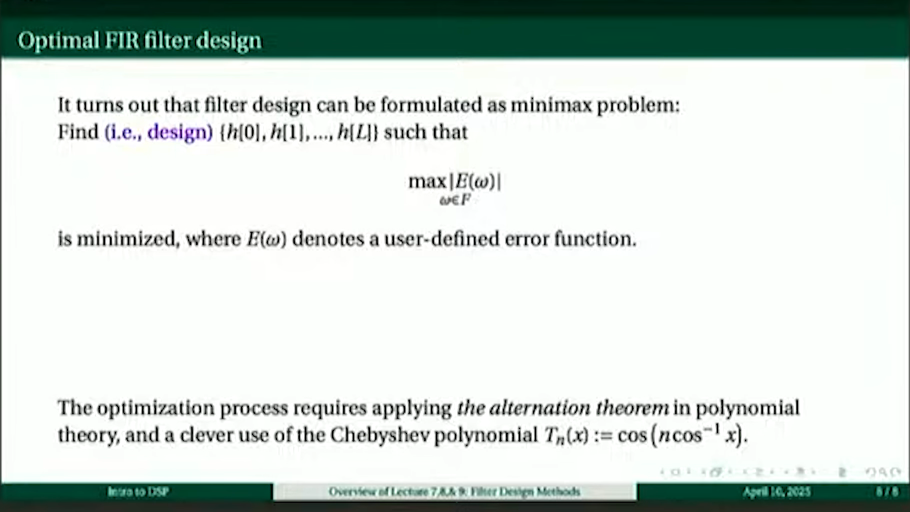 Optimal FIR filter design
It turns out that filter design can be formulated as minimax problem:
Find (i.e., design) {h[0], h[1], ..., h[L]} such that
max|E(ω)|
ω∈F
is minimized, where E(ω) denotes a user-defined error function.
The optimization process requires applying the alternation theorem in polynomial
theory, and a clever use of the Chebyshev polynomial Tₙ(x) := cos(n cos⁻¹ x).
Intro to DSP
Overview of Lecture 7,8,& 9: Filter Design Methods
April 10, 2025